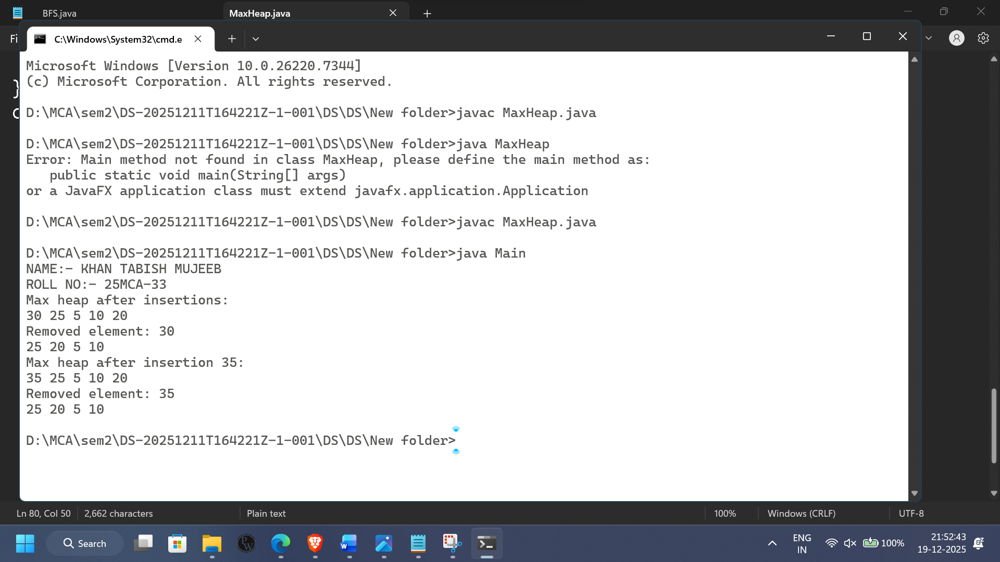 BFS.java
MaxHeap.java
Fi
C:\Windows\System32\cmd.e
}
Microsoft Windows [Version 10.0.26220.7344]
(c) Microsoft Corporation. All rights reserved.
D:\MCA\sem2\DS-20251211T164221Z-1-001\DS\DS\New folder>javac MaxHeap.java
D:\MCA\sem2\DS-20251211T164221Z-1-001\DS\DS\New folder>java MaxHeap
Error: Main method not found in class MaxHeap, please define the main method as:
public static void main(String[] args)
or a JavaFX application class must extend javafx.application.Application
D:\MCA\sem2\DS-20251211T164221Z-1-001\DS\DS\New folder>javac MaxHeap.java
D:\MCA\sem2\DS-20251211T164221Z-1-001\DS\DS\New folder>java Main
NAME:- KHAN TABISH MUJEEB
ROLL NO:- 25MCA-33
Max heap after insertions:
30 25 5 10 20
Removed element: 30
25 20 5 10
Max heap after insertion 35:
35 25 5 10 20
Removed element: 35
25 20 5 10
D:\MCA\sem2\DS-20251211T164221Z-1-001\DS\DS\New folder>
Ln 80, Col 50
2,662 characters
Plain text
100%
Windows (CRLF)
UTF-8
Search
PW
ENG
IN
100%
21:52:43
19-12-2025